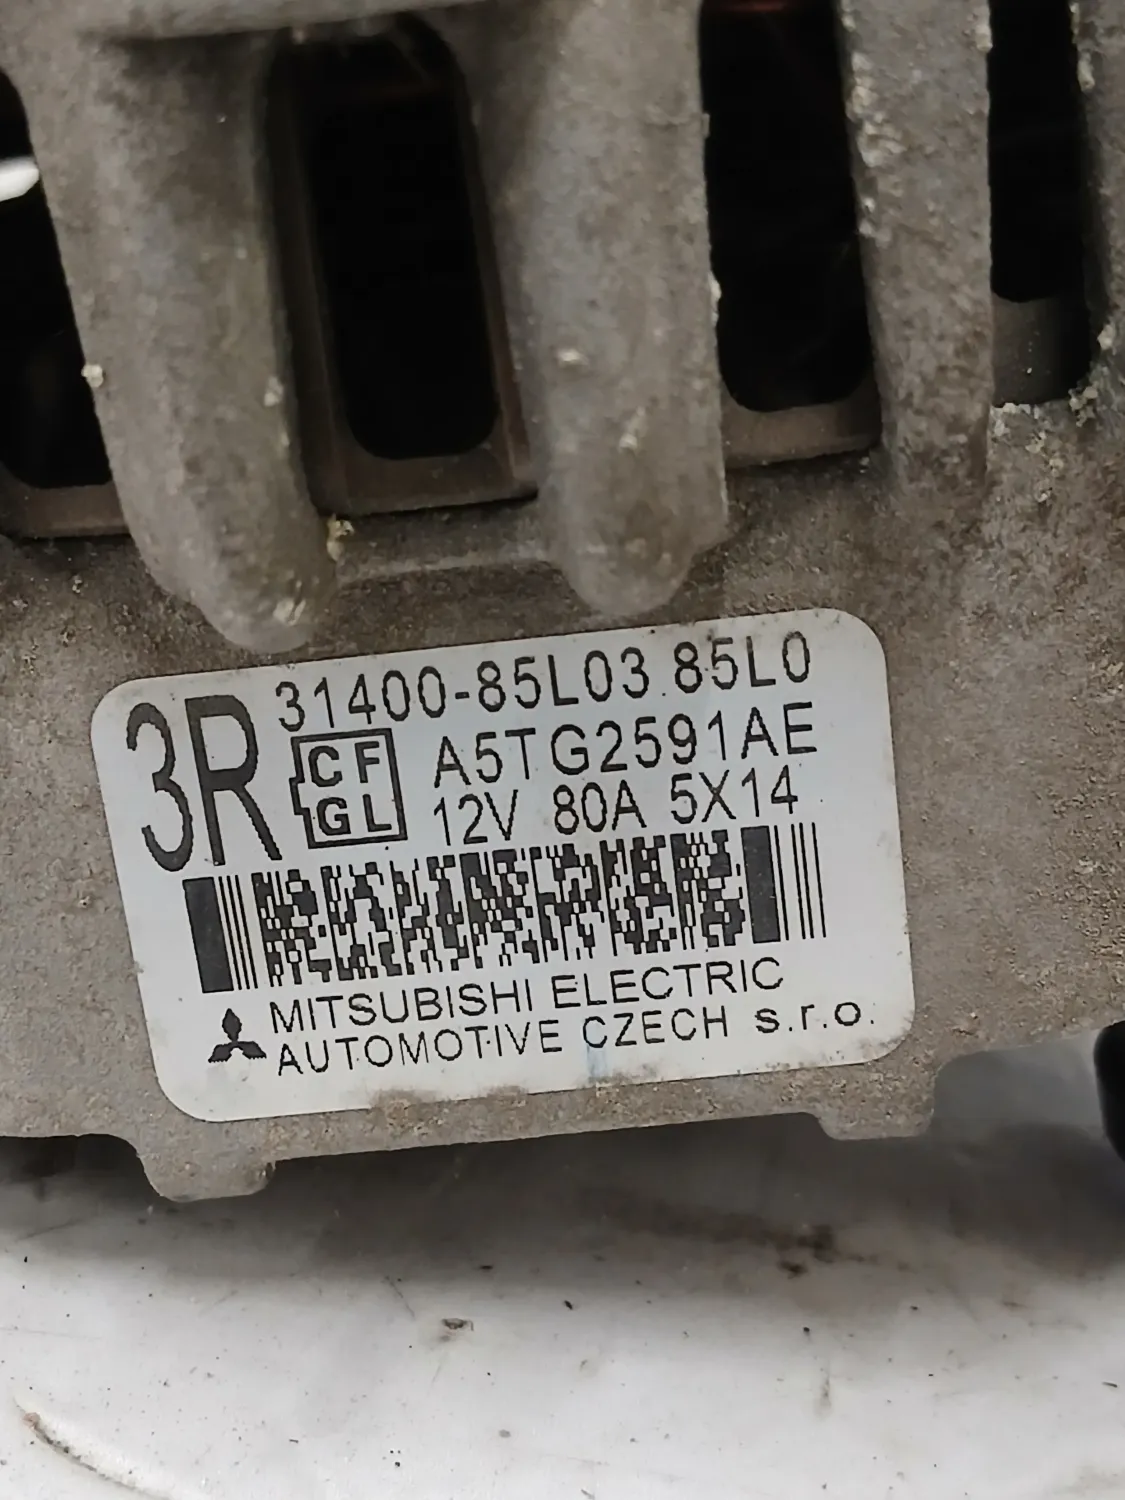 3R
31400-85L03 85L0
CF
GL
A5TG2591AE
12V 80A 5X14
MITSUBISHI ELECTRIC
AUTOMOTIVE CZECH s.r.o.